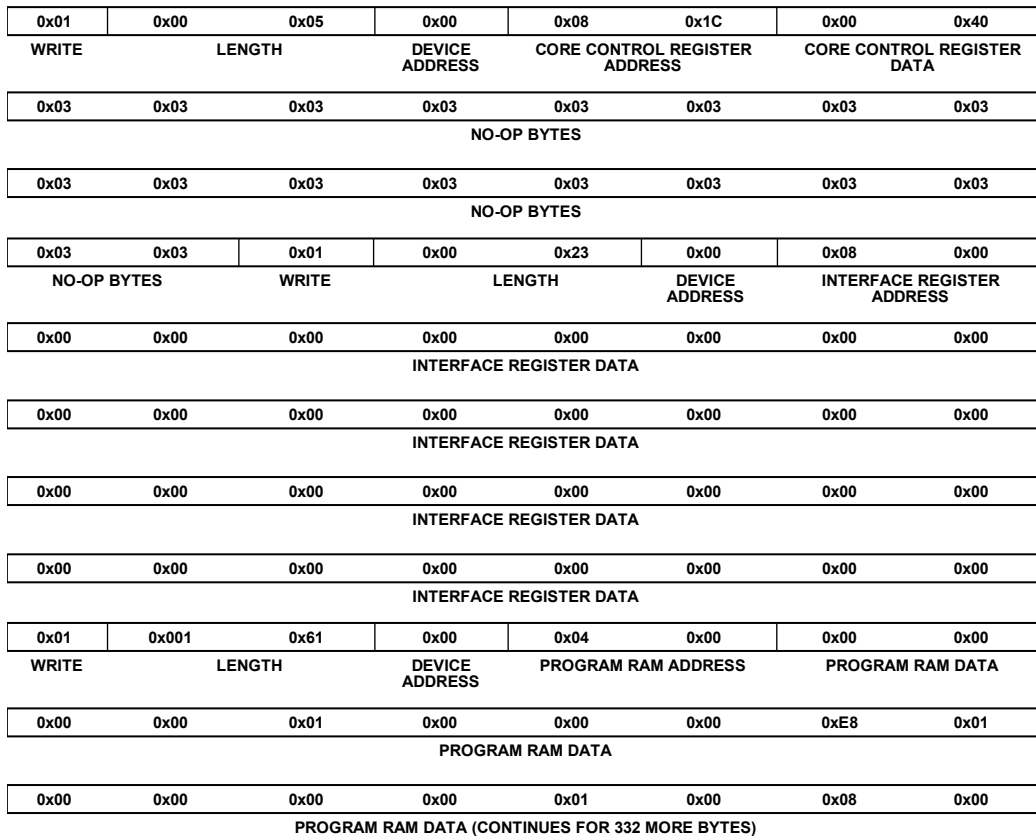 0x01 0x00 0x05 0x00 0x08 0x1C 0x00 0x40
WRITE LENGTH DEVICE ADDRESS CORE CONTROL REGISTER ADDRESS CORE CONTROL REGISTER DATA
0x03 0x03 0x03 0x03 0x03 0x03 0x03 0x03
NO-OP BYTES
0x03 0x03 0x03 0x03 0x03 0x03 0x03 0x03
NO-OP BYTES
0x03 0x03 0x01 0x00 0x23 0x00 0x08 0x00
NO-OP BYTES WRITE LENGTH DEVICE ADDRESS INTERFACE REGISTER ADDRESS
0x00 0x00 0x00 0x00 0x00 0x00 0x00 0x00
INTERFACE REGISTER DATA
0x00 0x00 0x00 0x00 0x00 0x00 0x00 0x00
INTERFACE REGISTER DATA
0x00 0x00 0x00 0x00 0x00 0x00 0x00 0x00
INTERFACE REGISTER DATA
0x00 0x00 0x00 0x00 0x00 0x00 0x00 0x00
INTERFACE REGISTER DATA
0x01 0x001 0x61 0x00 0x04 0x00 0x00 0x00
WRITE LENGTH DEVICE ADDRESS PROGRAM RAM ADDRESS PROGRAM RAM DATA
0x00 0x00 0x01 0x00 0x00 0x00 0xE8 0x01
PROGRAM RAM DATA
0x00 0x00 0x00 0x00 0x01 0x00 0x08 0x00
PROGRAM RAM DATA (CONTINUES FOR 332 MORE BYTES)